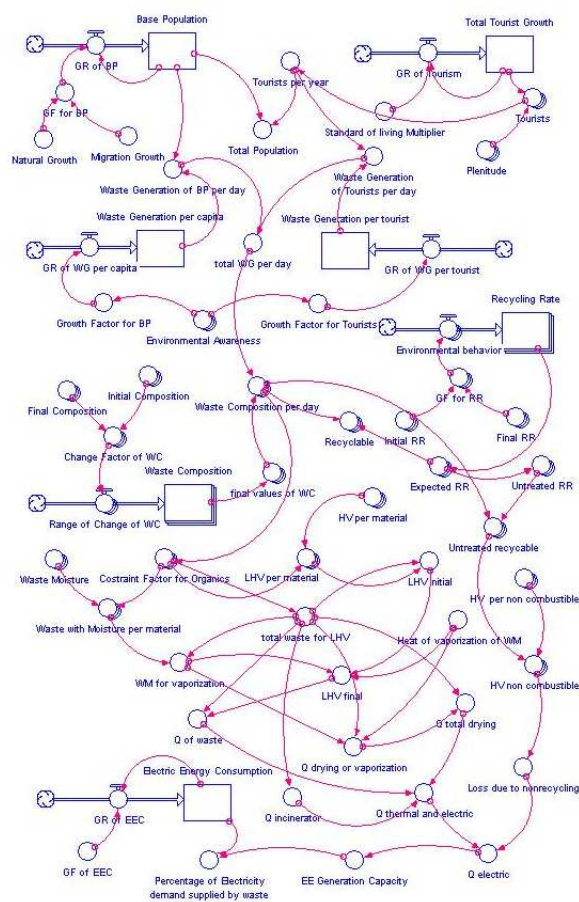 Base Population
Total Tourist Growth
GR of BP
Tourists per year
GR of Tourism
GF for BP
Tourists
Natural Growth
Migration Growth
Total Population
Standard of living Multiplier
Plenitude
Waste Generation of BP per day
Waste Generation
of Tourists per day
Waste Generation per capita
Waste Generation per tourist
GR of WG per capita
total WG per day
GR of WG per tourist
Growth Factor for BP
Environmental Awareness
Growth Factor for Tourists
Recycling Rate
Environmental behavior
Final Composition
Initial Composition
Waste Composition per day
Recyclable
Initial RR
GF for RR
Final RR
Change Factor of WC
Waste Composition
final values of WC
Expected RR
Untreated RR
Range of Change of WC
HV per material
Untreated recycable
Waste Moisture
Costraint Factor for Organics
LHV per material
LHV initial
HV per non combustible
Waste with Moisture per material
total waste for LHV
Heat of vaporization of WM
WM for vaporization
LHV final
HV non combustible
Q of waste
Q drying or vaporization
Q total drying
Electric Energy Consumption
GR of EEC
Q incinerator
Q thermal and electric
Loss due to nonrecycling
GF of EEC
Percentage of Electricity
demand supplied by waste
EE Generation Capacity
Q electric